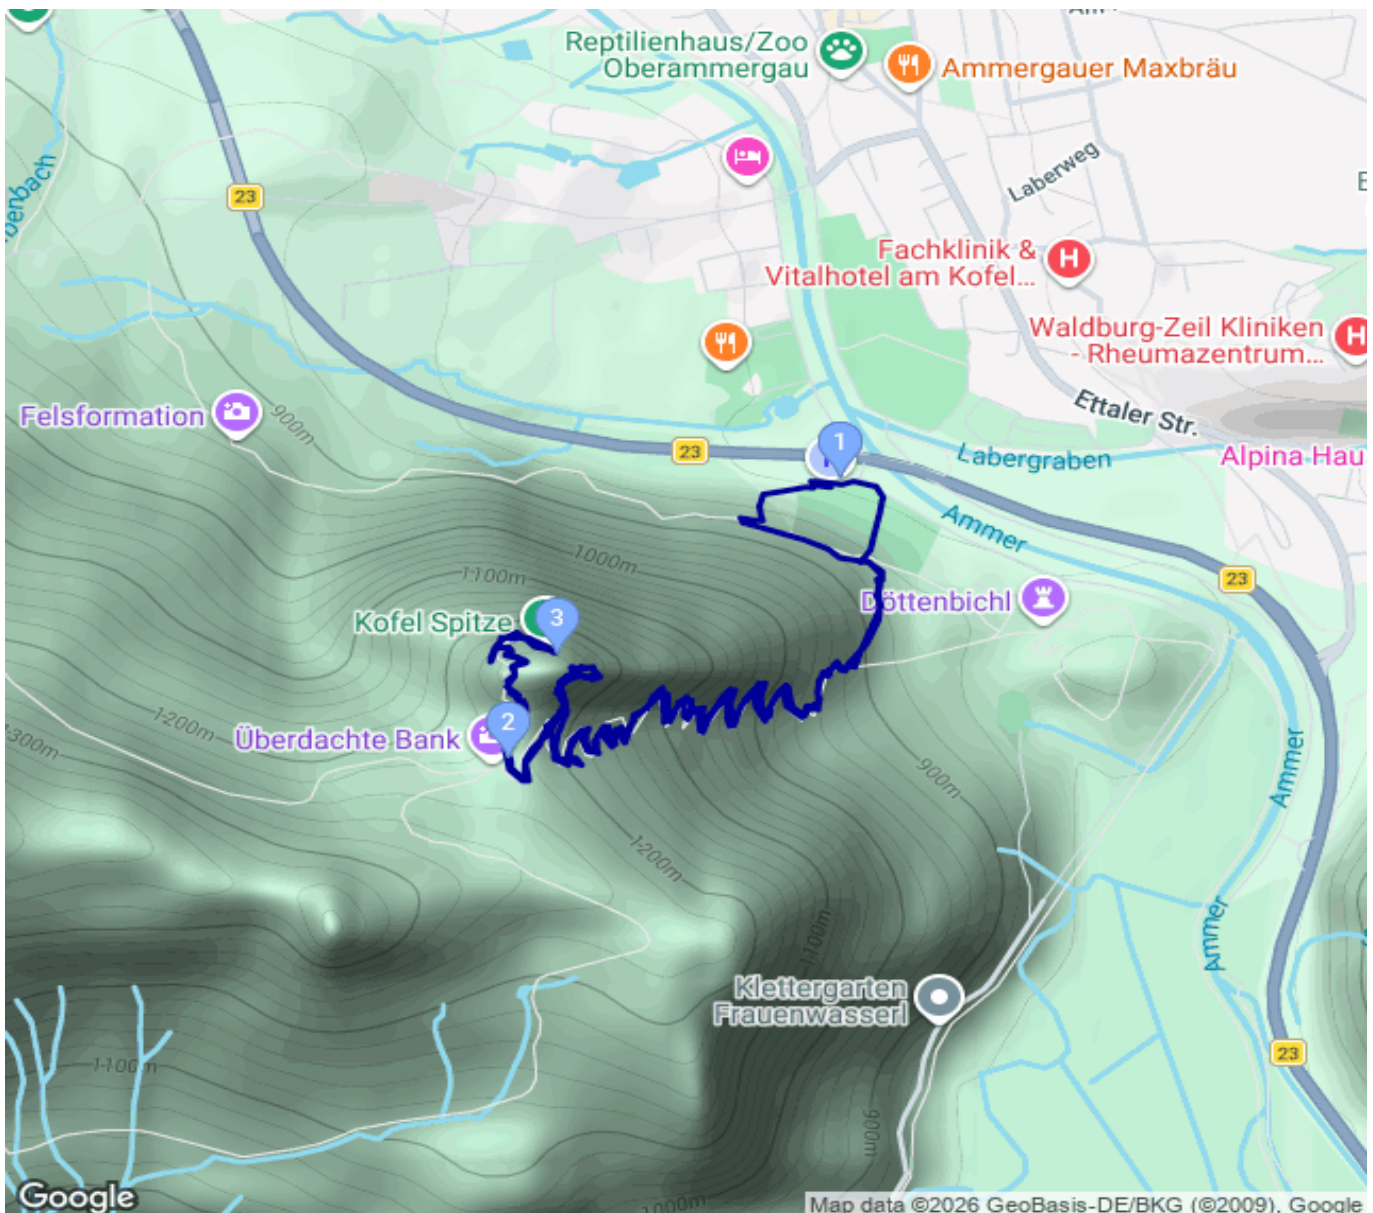 Reptilienhaus/Zoo
Oberammergau
Ammergauer Maxbräu
Laberweg
23
Fachklinik &
Vitalhotel am Kofel...
H
Waldburg-Zeil Kliniken
- Rheumazentrum...
H
Felsformation
900m
Ettaler Str.
23
1
Labergraben
Alpina Hau
Ammer
1000m
1100m
23
Kofel Spitze
3
Döttenbichl
1200m
1300m
Überdachte Bank
2
900m
Ammer
1200m
1100m
Ammer
Klettergarten
Frauenwasserl
23
1100m
900m
Google
1000m
Map data ©2026 GeoBasis-DE/BKG (©2009), Google